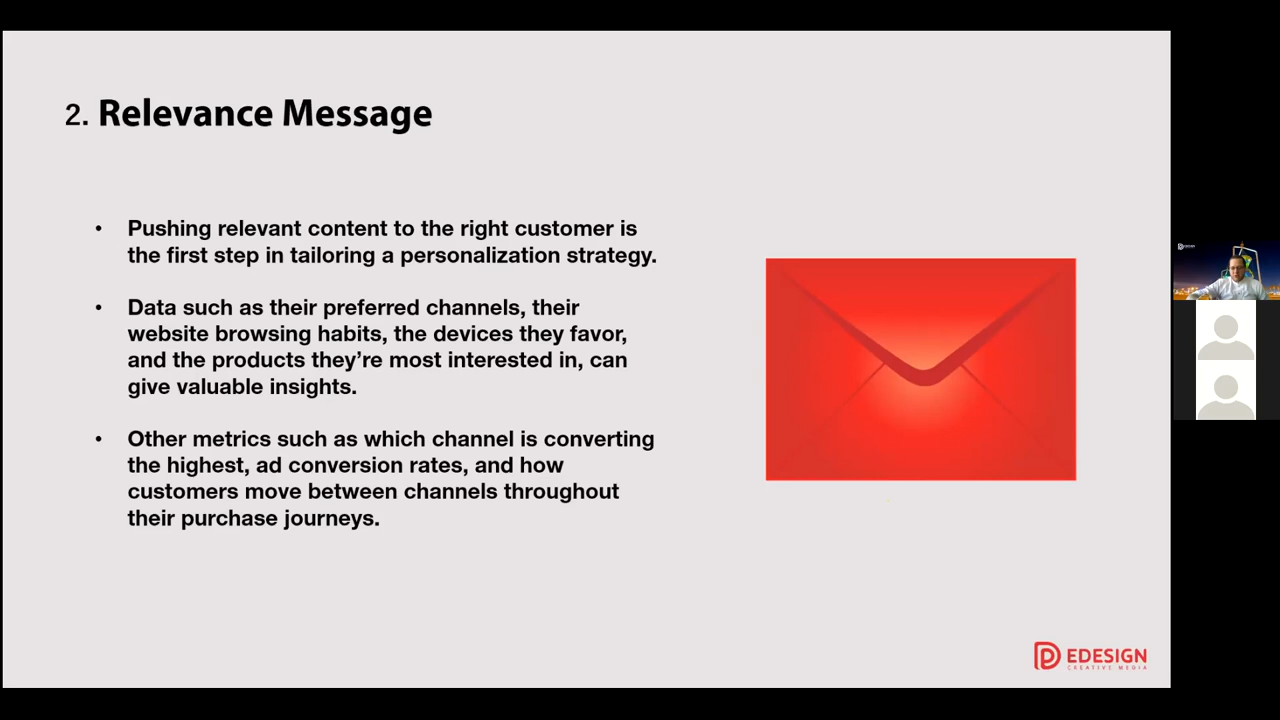 2. Relevance Message
• Pushing relevant content to the right customer is
the first step in tailoring a personalization strategy.
• Data such as their preferred channels, their
website browsing habits, the devices they favor,
and the products they’re most interested in, can
give valuable insights.
• Other metrics such as which channel is converting
the highest, ad conversion rates, and how
customers move between channels throughout
their purchase journeys.
EDESIGN
CREATIVE MEDIA